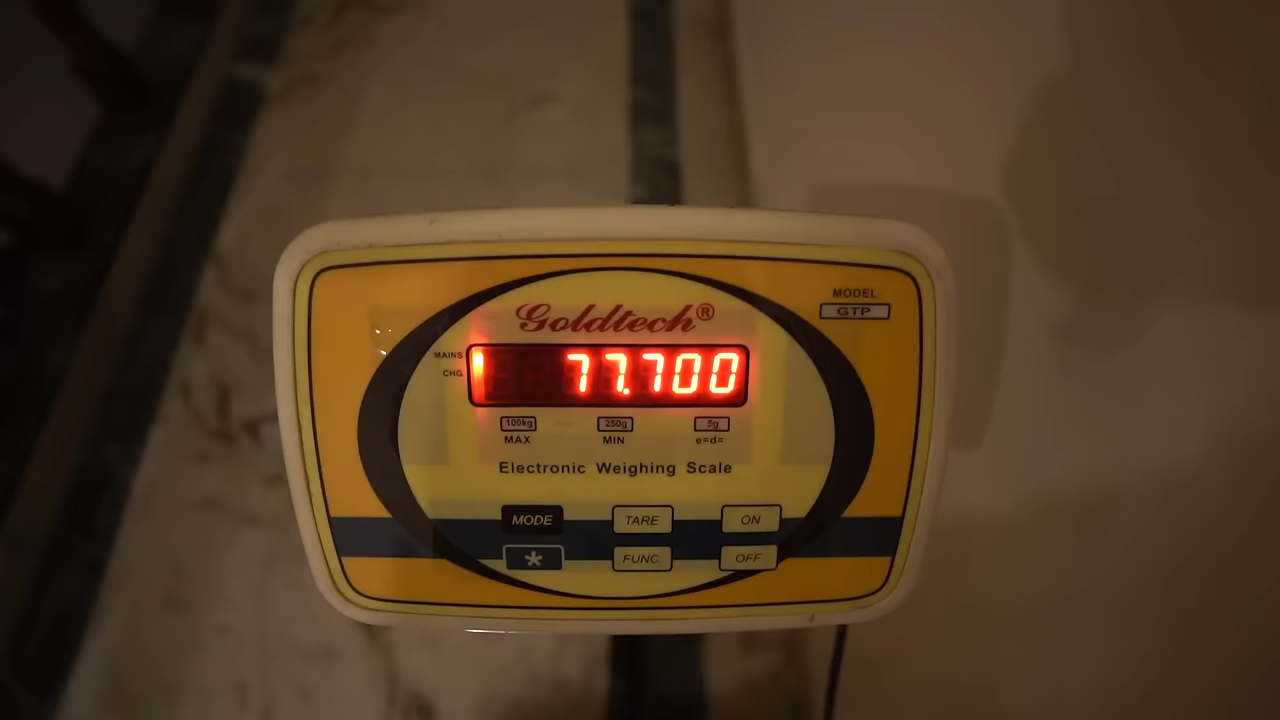 MODEL
GTP
Goldtech®
MAINS
CHG
77.700
100kg 250g 5g
MAX MIN e=d=
Electronic Weighing Scale
MODE TARE ON
* FUNC. OFF